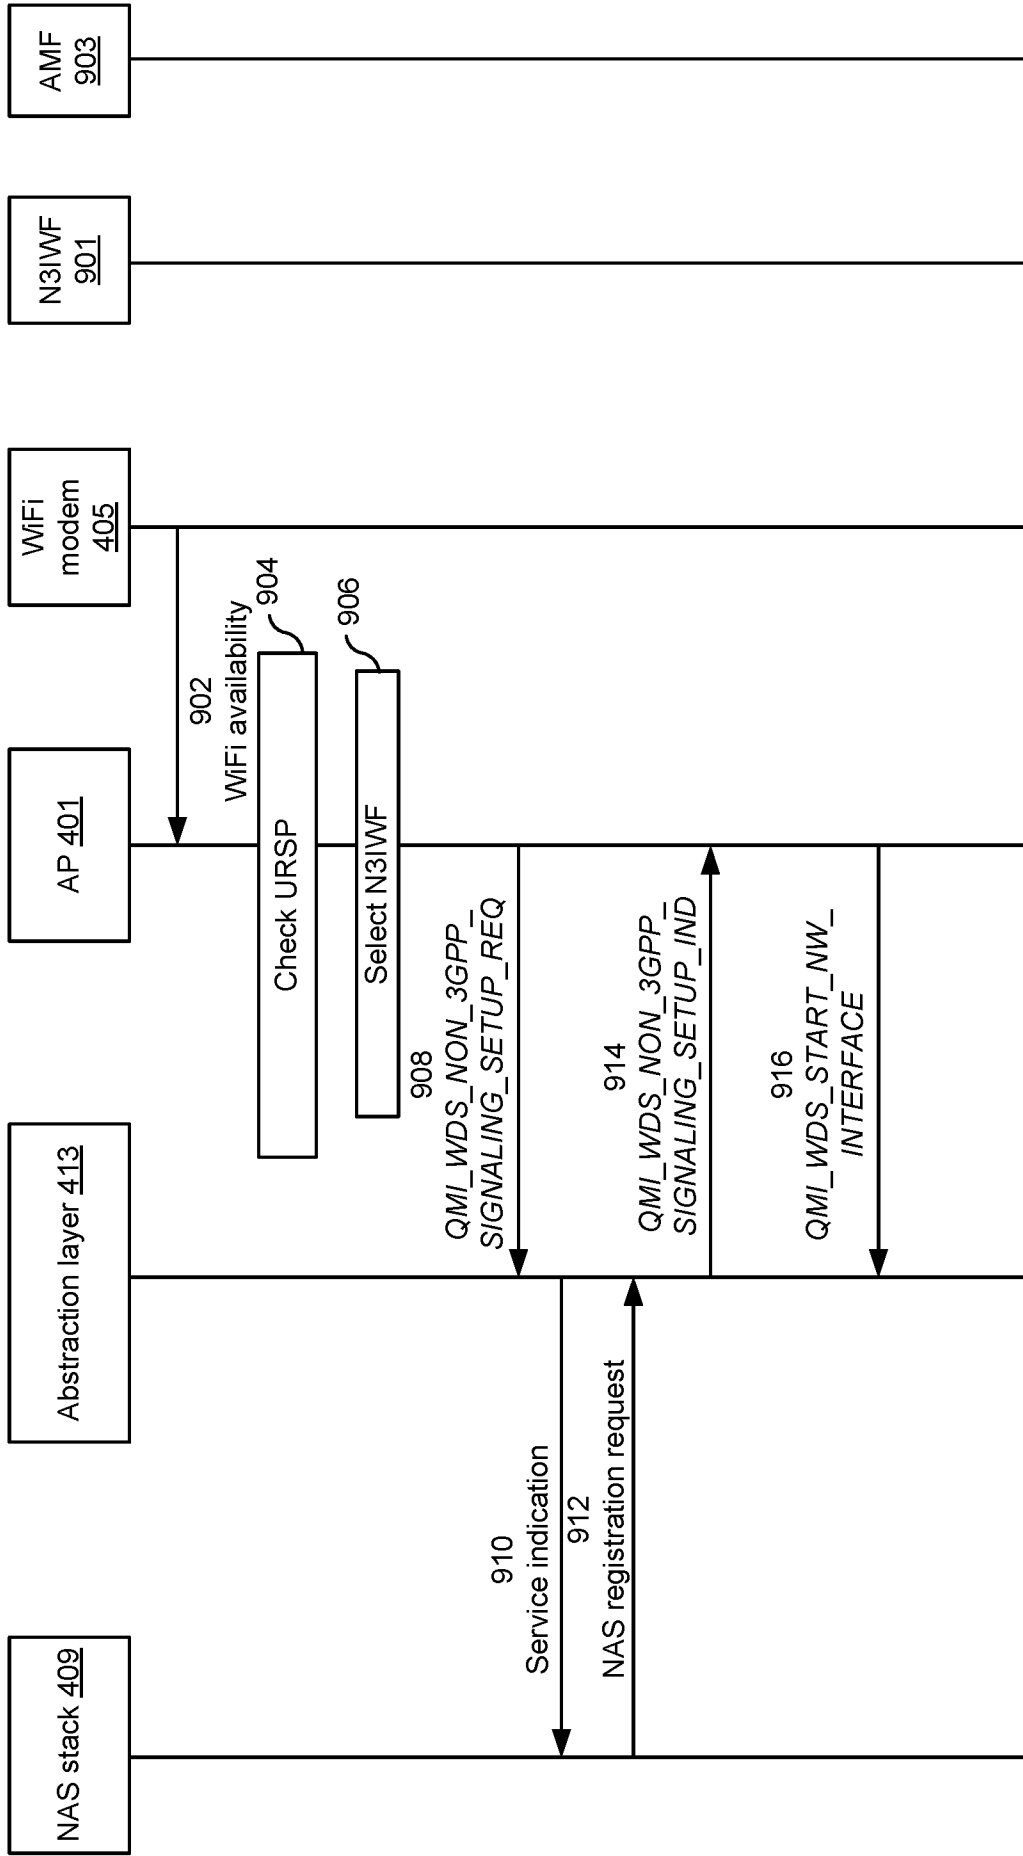 NAS stack 409
Abstraction layer 413
AP 401
WiFi
modem
405
N3IWF
901
AMF
903
902
WiFi availability
Check URSP
904
Select N3IWF
906
908
QMI_WDS_NON_3GPP_
SIGNALING_SETUP_REQ
910
Service indication
912
NAS registration request
914
QMI_WDS_NON_3GPP_
SIGNALING_SETUP_IND
916
QMI_WDS_START_NW_
INTERFACE